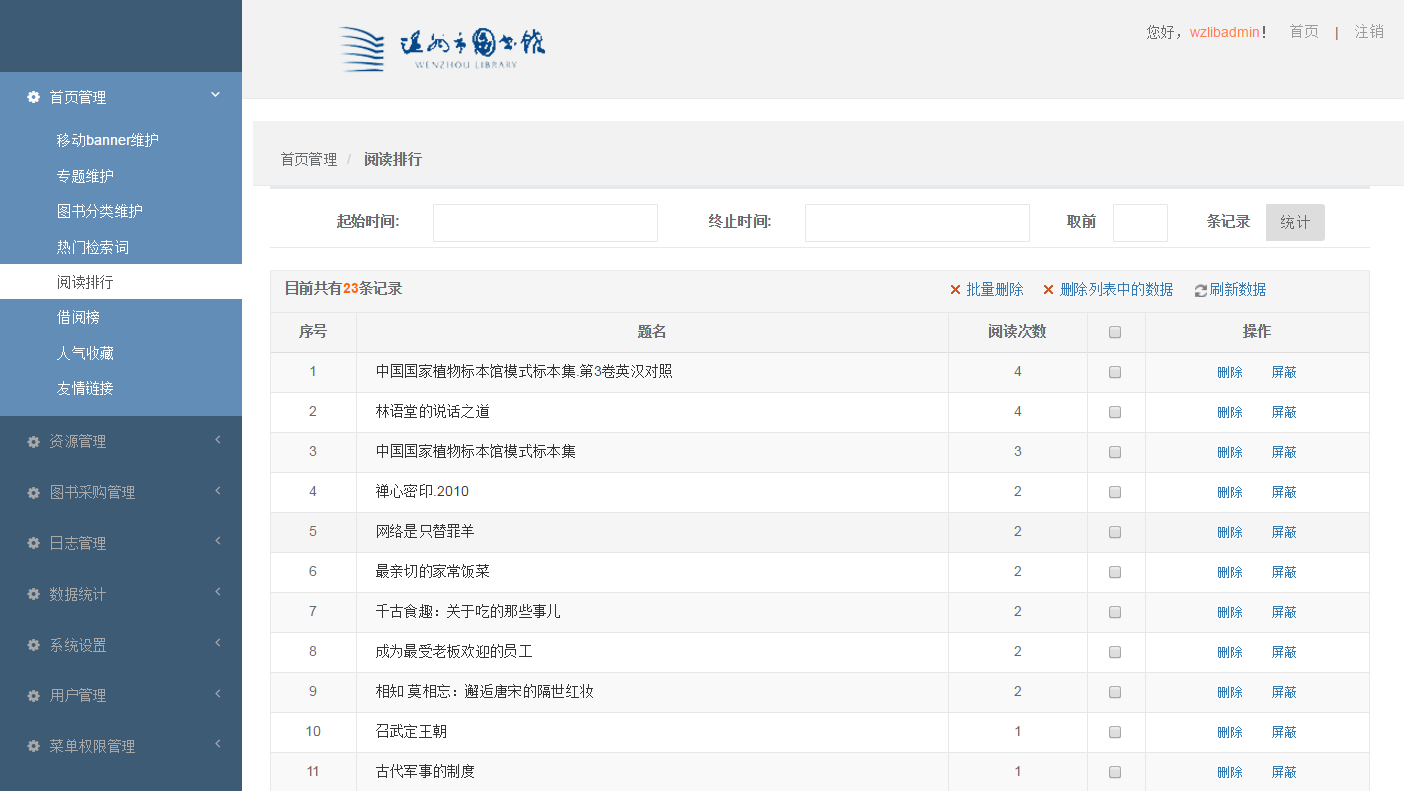 温州市图书馆
WENZHOU LIBRARY
您好，wzlibadmin！ 首页 | 注销
首页管理
移动banner维护
专题维护
图书分类维护
热门检索词
阅读排行
借阅榜
人气收藏
友情链接
资源管理
图书采购管理
日志管理
数据统计
系统设置
用户管理
菜单权限管理
首页管理 / 阅读排行
起始时间: 终止时间: 取前 条记录 统计
目前共有23条记录 批量删除 删除列表中的数据 刷新数据
序号 题名 阅读次数 操作
1 中国国家植物标本馆模式标本集.第3卷英汉对照 4 删除 屏蔽
2 林语堂的说话之道 4 删除 屏蔽
3 中国国家植物标本馆模式标本集 3 删除 屏蔽
4 禅心密印.2010 2 删除 屏蔽
5 网络是只替罪羊 2 删除 屏蔽
6 最亲切的家常饭菜 2 删除 屏蔽
7 千古食趣：关于吃的那些事儿 2 删除 屏蔽
8 成为最受老板欢迎的员工 2 删除 屏蔽
9 相知 莫相忘：邂逅唐宋的隔世红妆 2 删除 屏蔽
10 召武定王朝 1 删除 屏蔽
11 古代军事的制度 1 删除 屏蔽